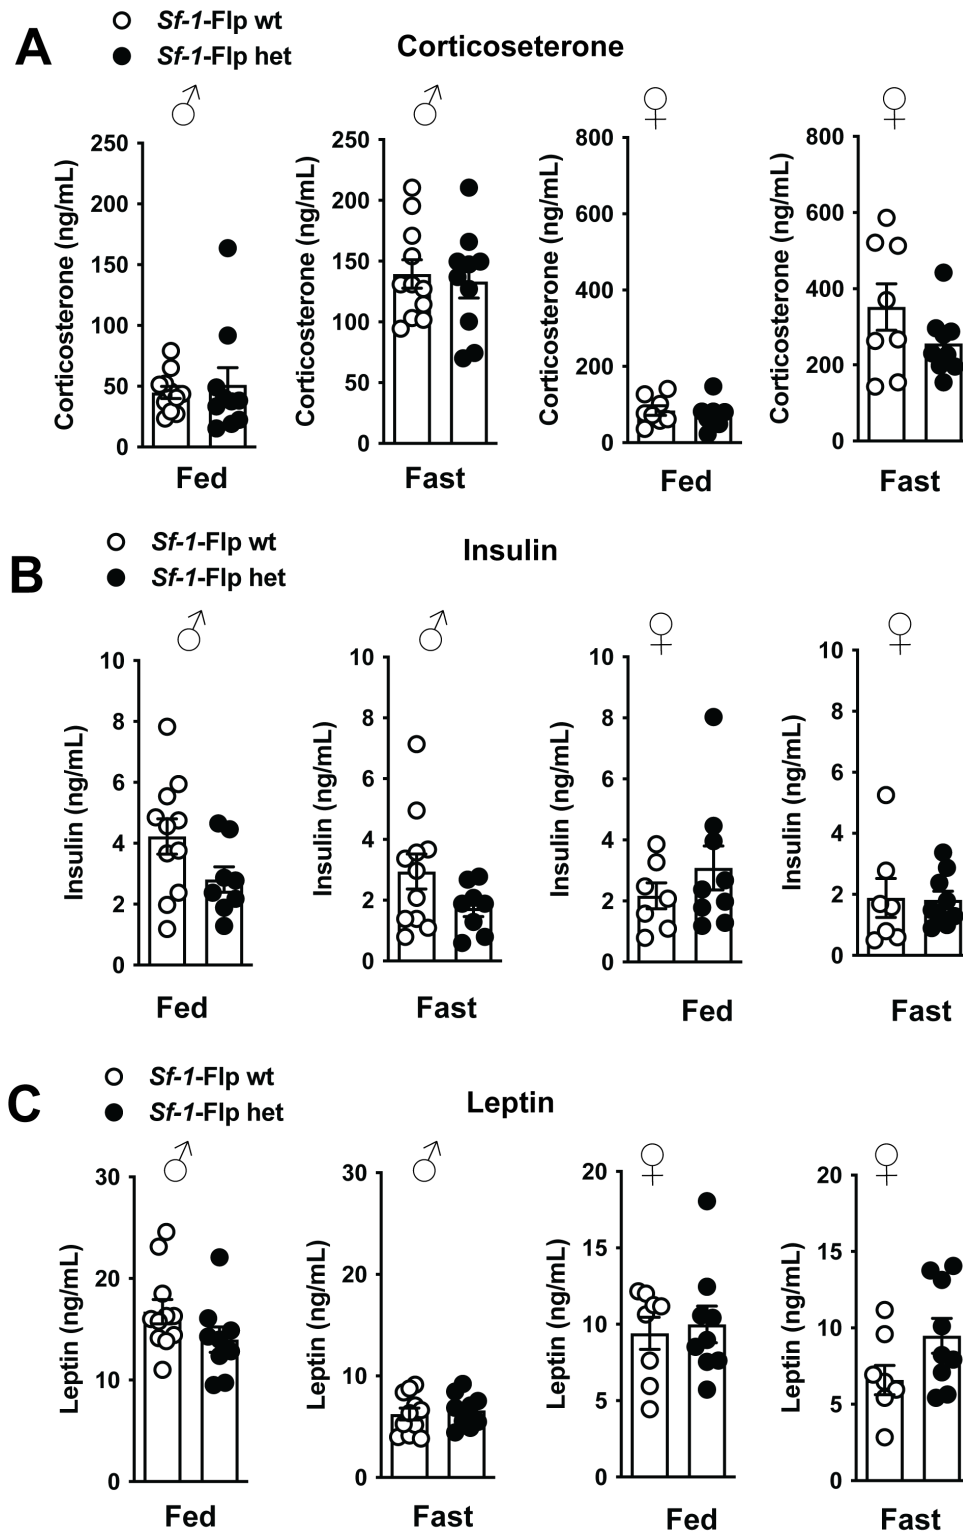 A
Sf-1-Flp wt
Sf-1-Flp het
Corticoseterone
♂ ♂ ♀ ♀
Corticosterone (ng/mL)
250
200
150
100
50
0
Fed
Corticosterone (ng/mL)
250
200
150
100
50
0
Fast
Corticosterone (ng/mL)
800
600
400
200
0
Fed
Corticosterone (ng/mL)
800
600
400
200
0
Fast
B
Sf-1-Flp wt
Sf-1-Flp het
Insulin
♂ ♂ ♀ ♀
Insulin (ng/mL)
10
8
6
4
2
0
Fed
Insulin (ng/mL)
10
8
6
4
2
0
Fast
Insulin (ng/mL)
10
8
6
4
2
0
Fed
Insulin (ng/mL)
10
8
6
4
2
0
Fast
C
Sf-1-Flp wt
Sf-1-Flp het
Leptin
♂ ♂ ♀ ♀
Leptin (ng/mL)
30
20
10
0
Fed
Leptin (ng/mL)
30
20
10
0
Fast
Leptin (ng/mL)
20
15
10
5
0
Fed
Leptin (ng/mL)
20
15
10
5
0
Fast